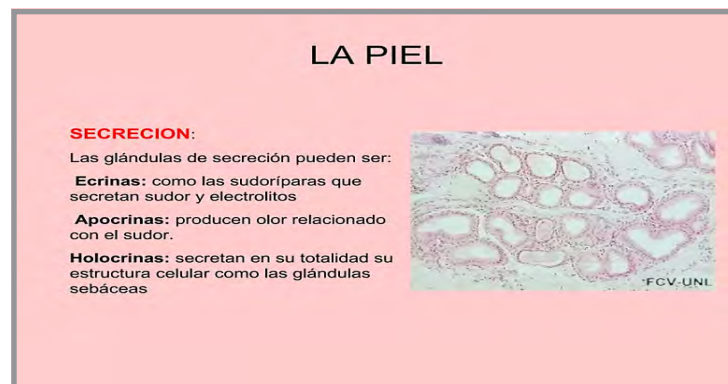 LA PIEL
SECRECION:
Las glándulas de secreción pueden ser:
Ecrinas: como las sudoríparas que
secretan sudor y electrolitos
Apocrinas: producen olor relacionado
con el sudor.
Holocrinas: secretan en su totalidad su
estructura celular como las glándulas
sebáceas
*FCV-UNL